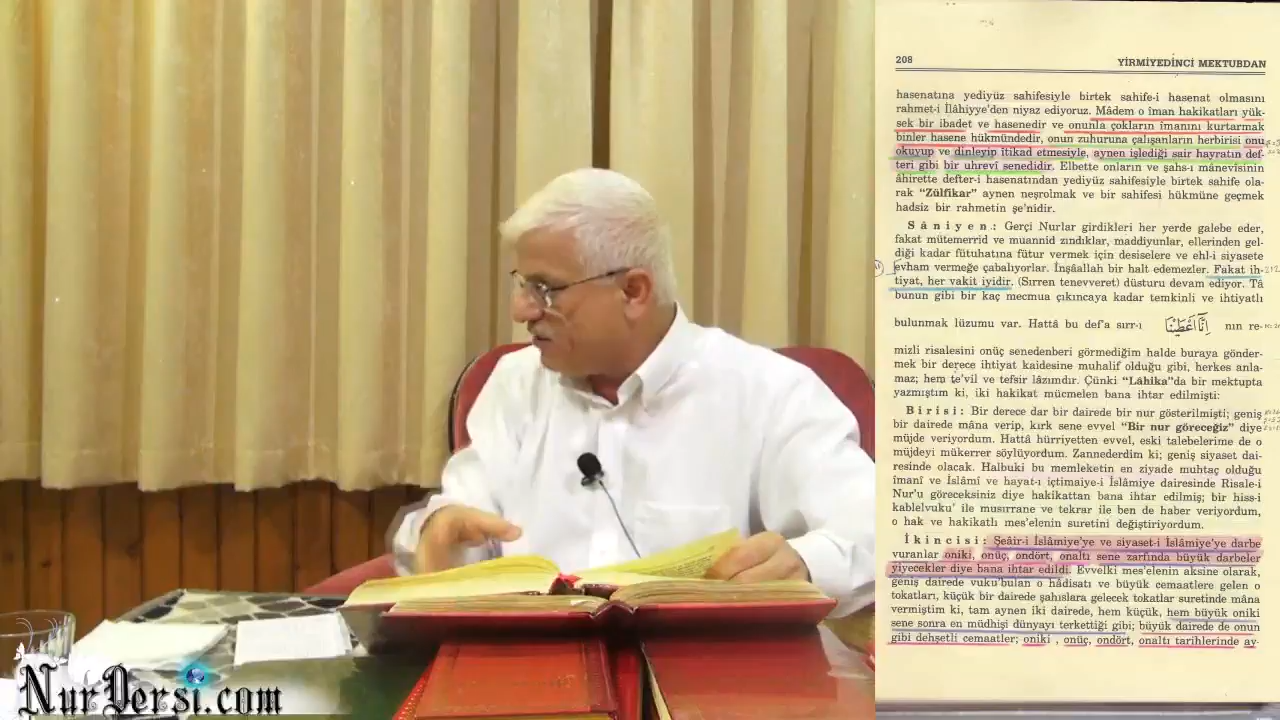 208 YİRMİYEDİNCİ MEKTUBDAN
hasenatına yediyüz sahifesiyle birtek sahife-i hasenat olmasını
rahmet-i İlâhiyye'den niyaz ediyoruz. Mâdem o îman hakikatları yük-
sek bir ibadet ve hasenedir ve onunla çokların imanını kurtarmak
binler hasene hükmündedir, onun zuhuruna çalışanların herbirisi onu
okuyup ve dinleyip itikad etmesiyle, aynen işlediği sair hayratın def-
teri gibi bir uhrevî senedidir. Elbette onların ve şahs-ı mânevîsinin
âhirette defter-i hasenatından yediyüz sahifesiyle birtek sahife ola-
rak "Zülfikar" aynen neşrolmak ve bir sahifesi hükmüne geçmek
hadsiz bir rahmetin şe'nidir.
Sâniyen: Gerçi Nurlar girdikleri her yerde galebe eder,
fakat mütemerrid ve muannid zındıklar, maddiyunlar, ellerinden gel-
diği kadar fütuhatına fütur vermek için desiselere ve ehl-i siyasete
evham vermeğe çabalıyorlar. İnşâallah bir halt edemezler. Fakat ih-
tiyat, her vakit iyidir. (Sırren tenevveret) düsturu devam ediyor. Tâ
bunun gibi bir kaç mecmua çıkıncaya kadar temkinli ve ihtiyatlı
bulunmak lüzumu var. Hattâ bu def'a sırr-ı اِنَّا اَعْطَيْنَا nın re-
mizli risalesini onüç senedenberi görmediğim halde buraya gönder-
mek bir derece ihtiyat kaidesine muhalif olduğu gibi, herkes anla-
maz; hem te'vil ve tefsir lâzımdır. Çünki "Lâhika"da bir mektupta
yazmıştım ki, iki hakikat mücmelen bana ihtar edilmişti:
Birisi: Bir derece dar bir dairede bir nur gösterilmişti; geniş
bir dairede mâna verip, kırk sene evvel "Bir nur göreceğiz" diye
müjde veriyordum. Hattâ hürriyetten evvel, eski talebelerime de o
müjdeyi mükerrer söylüyordum. Zannederdim ki; geniş siyaset dai-
resinde olacak. Halbuki bu memleketin en ziyade muhtaç olduğu
îmanî ve İslâmî ve hayat-ı içtimaiye-i İslâmiye dairesinde Risale-i
Nur'u göreceksiniz diye hakikattan bana ihtar edilmiş; bir hiss-i
kablelvuku' ile musırrane ve tekrar ile ben de haber veriyordum,
o hak ve hakikatlı mes'elenin suretini değiştiriyordum.
İkincisi: Şeâir-i İslâmiye'ye ve siyaset-i İslâmiye'ye darbe
vuranlar oniki, onüç, ondört, onaltı sene zarfında büyük darbeler
yiyecekler diye bana ihtar edildi. Evvelki mes'elenin aksine olarak,
geniş dairede vuku'bulan o hâdisatı ve büyük cemaatlere gelen o
tokatları, küçük bir dairede şahıslara gelecek tokatlar suretinde mâna
vermiştim ki, tam aynen iki dairede, hem küçük, hem büyük oniki
sene sonra en müdhişi dünyayı terkettiği gibi; büyük dairede de onun
gibi dehşetli cemaatler; oniki , onüç, ondört, onaltı tarihlerinde ay-
NurDersi.com